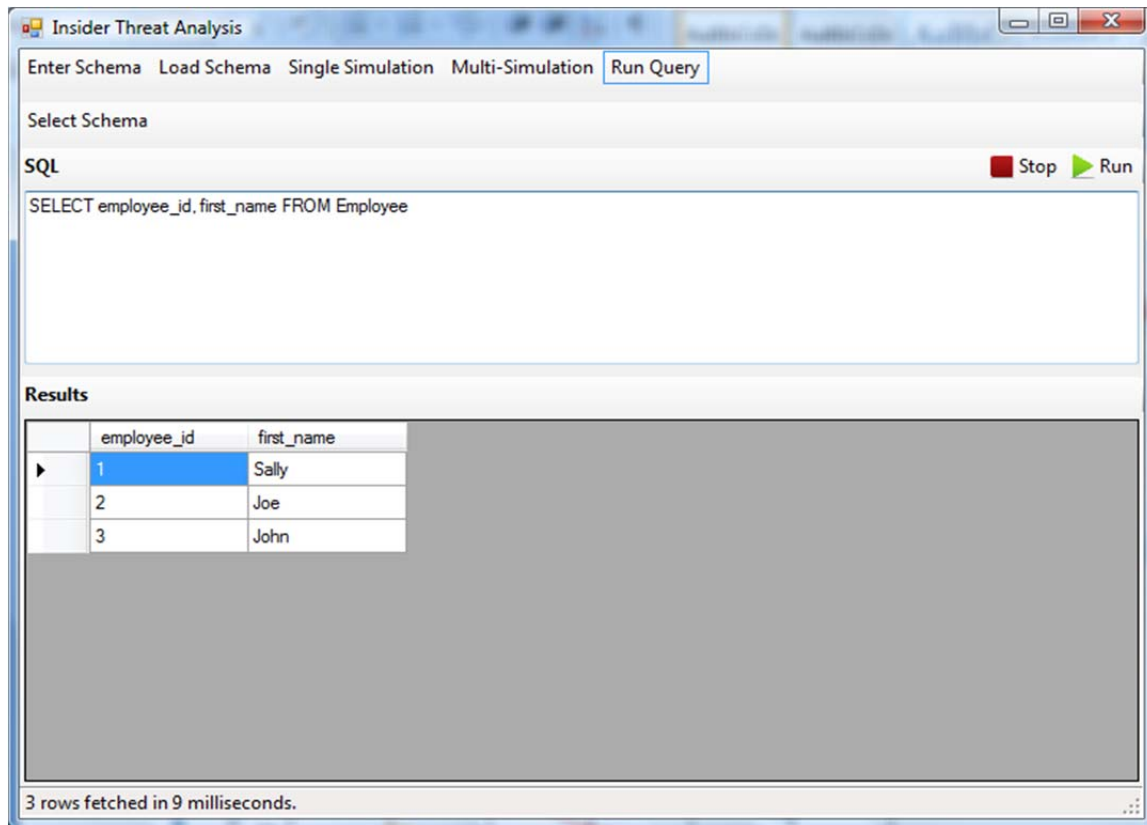 Insider Threat Analysis
Enter Schema Load Schema Single Simulation Multi-Simulation Run Query
Select Schema
SQL Stop Run
SELECT employee_id, first_name FROM Employee
Results
employee_id first_name
1 Sally
2 Joe
3 John
3 rows fetched in 9 milliseconds.